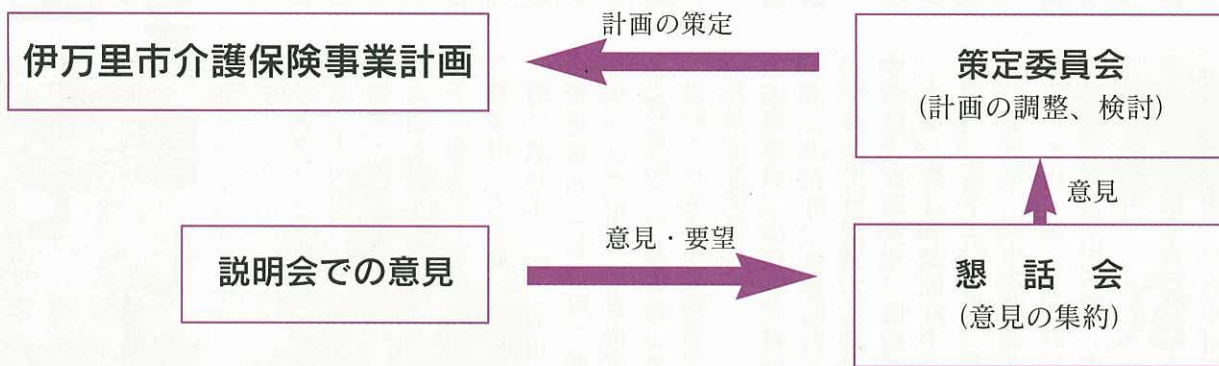 計画の策定
伊万里市介護保険事業計画
策定委員会
(計画の調整、検討)
意見
説明会での意見
意見・要望
懇話会
(意見の集約)